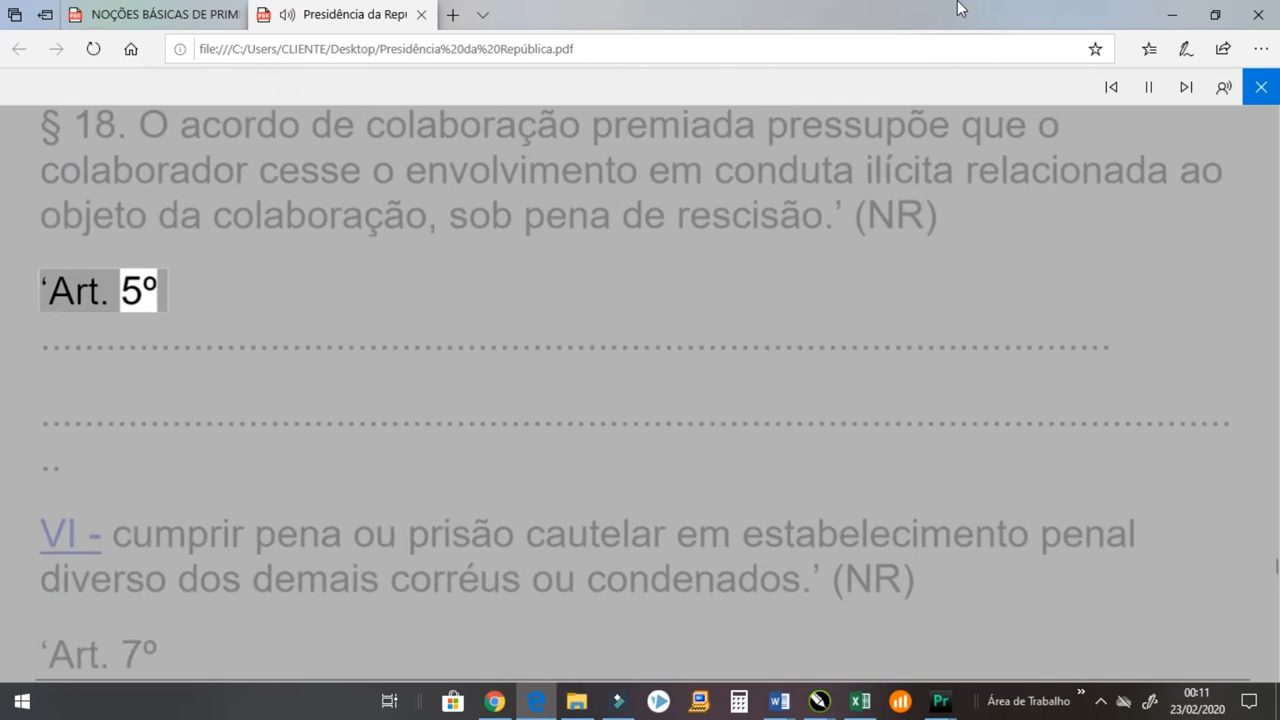 NOÇÕES BÁSICAS DE PRIM
Presidência da Repú
file:///C:/Users/CLIENTE/Desktop/Presidência%20da%20República.pdf
§ 18. O acordo de colaboração premiada pressupõe que o
colaborador cesse o envolvimento em conduta ilícita relacionada ao
objeto da colaboração, sob pena de rescisão.’ (NR)
‘Art. 5º
...................................................................................................
..............................................................................................................
..
VI - cumprir pena ou prisão cautelar em estabelecimento penal
diverso dos demais corréus ou condenados.’ (NR)
‘Art. 7º
Área de Trabalho
00:11
23/02/2020